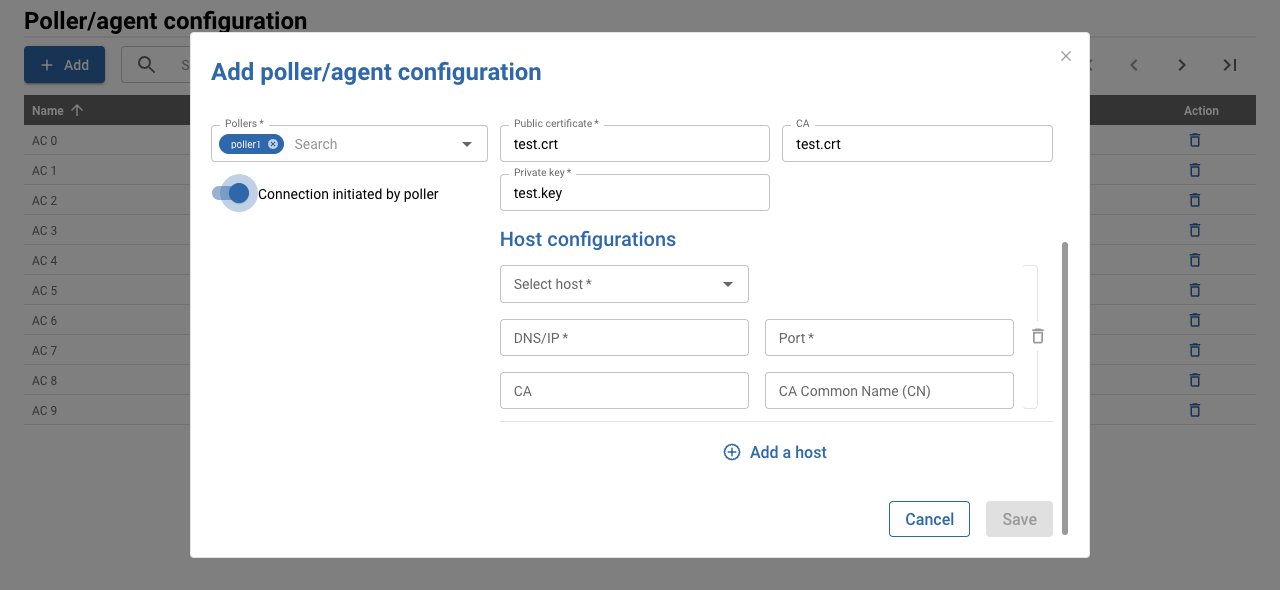 Poller/agent configuration
Add
S
Add poller/agent configuration
Name
Action
Pollers *
poller1
Search
Public certificate *
test.crt
CA
test.crt
Connection initiated by poller
Private key *
test.key
AC 0
AC 1
AC 2
AC 3
AC 4
AC 5
AC 6
AC 7
AC 8
AC 9
Host configurations
Select host *
DNS/IP *
Port *
CA
CA Common Name (CN)
Add a host
Cancel
Save